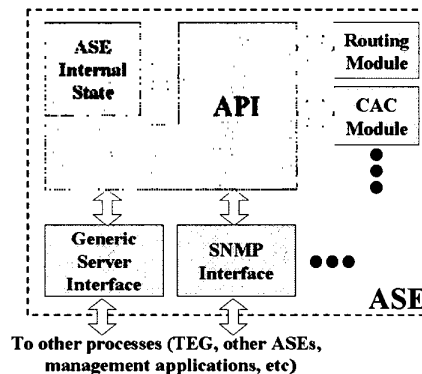 ASE
Internal
State
API
Routing
Module
CAC
Module
Generic
Server
Interface
SNMP
Interface
ASE
To other processes (TEG, other ASEs,
management applications, etc)